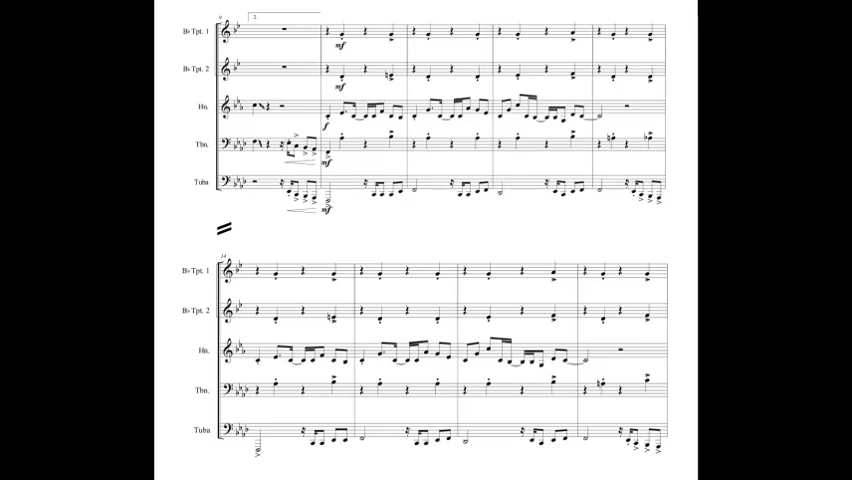 9
2.
B♭ Tpt. 1
mf
B♭ Tpt. 2
mf
Hn.
f
Tbn.
mf
Tuba
mf
14
B♭ Tpt. 1
B♭ Tpt. 2
Hn.
Tbn.
Tuba